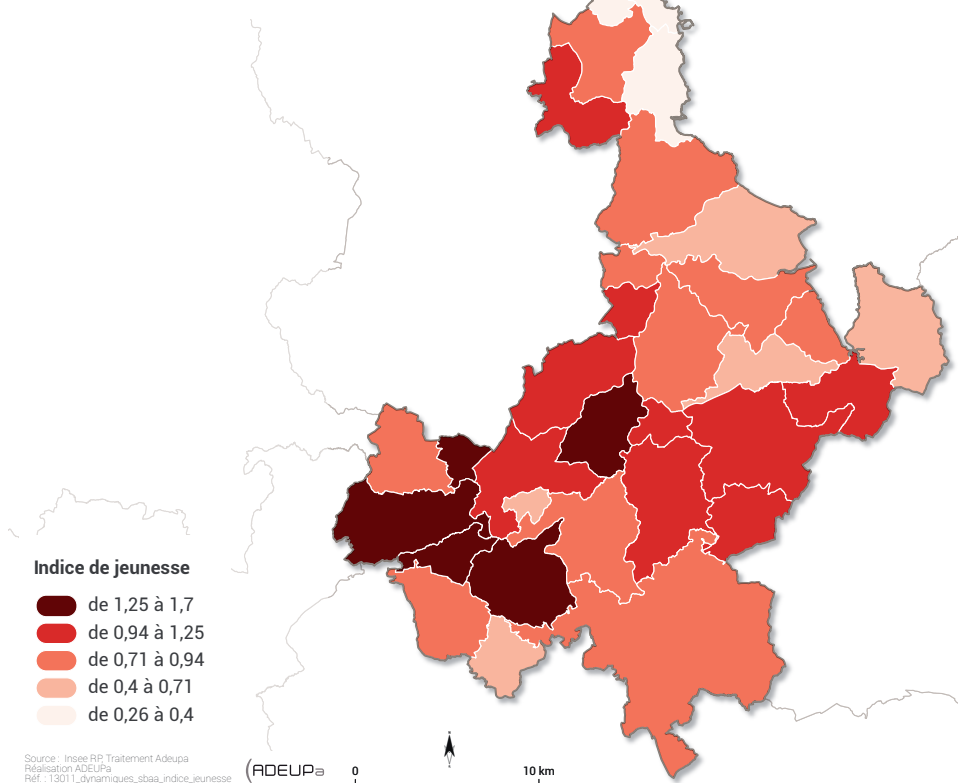 Indice de jeunesse
de 1,25 à 1,7
de 0,94 à 1,25
de 0,71 à 0,94
de 0,4 à 0,71
de 0,26 à 0,4
Source : Insee RP, Traitement Adeupa
Réalisation ADEUPa
Réf. : 13011_dynamiques_sbaa_indice_jeunesse
(ADEUPa
0 10 km